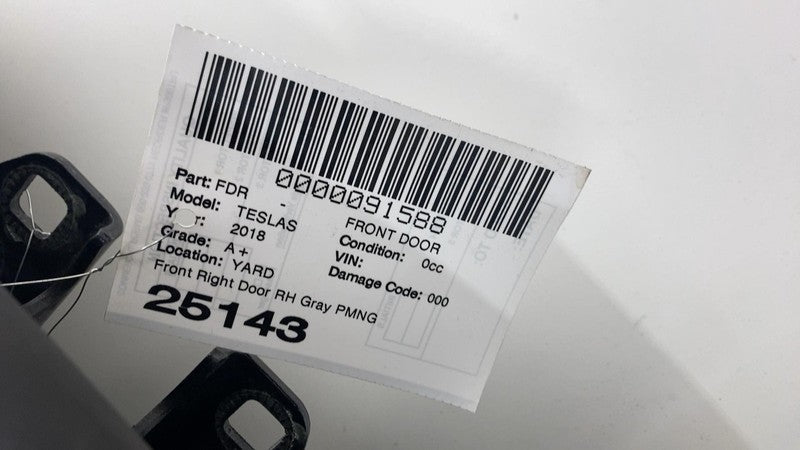 0000091588
Part: FDR - FRONT DOOR
Model: TESLAS Condition: 0cc
Year: 2018 VIN:
Grade: A+ Damage Code: 000
Location: YARD
Front Right Door RH Gray PMNG
25143